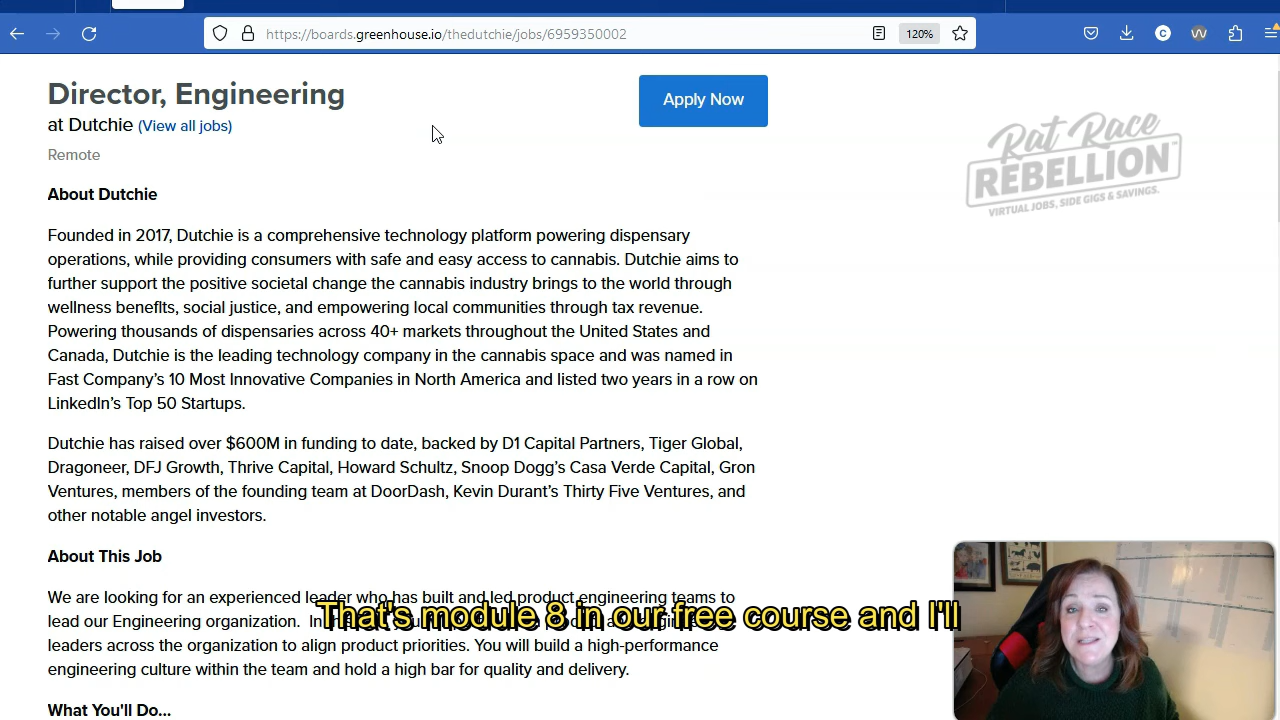 https://boards.greenhouse.io/thedutchie/jobs/6959350002
120%
C
Director, Engineering
Apply Now
at Dutchie (View all jobs)
Remote
Rat Race
REBELLION™
VIRTUAL JOBS, SIDE GIGS & SAVINGS.
About Dutchie
Founded in 2017, Dutchie is a comprehensive technology platform powering dispensary
operations, while providing consumers with safe and easy access to cannabis. Dutchie aims to
further support the positive societal change the cannabis industry brings to the world through
wellness benefits, social justice, and empowering local communities through tax revenue.
Powering thousands of dispensaries across 40+ markets throughout the United States and
Canada, Dutchie is the leading technology company in the cannabis space and was named in
Fast Company’s 10 Most Innovative Companies in North America and listed two years in a row on
LinkedIn’s Top 50 Startups.
Dutchie has raised over $600M in funding to date, backed by D1 Capital Partners, Tiger Global,
Dragoneer, DFJ Growth, Thrive Capital, Howard Schultz, Snoop Dogg’s Casa Verde Capital, Gron
Ventures, members of the founding team at DoorDash, Kevin Durant’s Thirty Five Ventures, and
other notable angel investors.
About This Job
We are looking for an experienced leader who has built and led product engineering teams to
lead our Engineering organization.
That's module 8 in our free course and I'll
leaders across the organization to align product priorities. You will build a high-performance
engineering culture within the team and hold a high bar for quality and delivery.
What You'll Do...